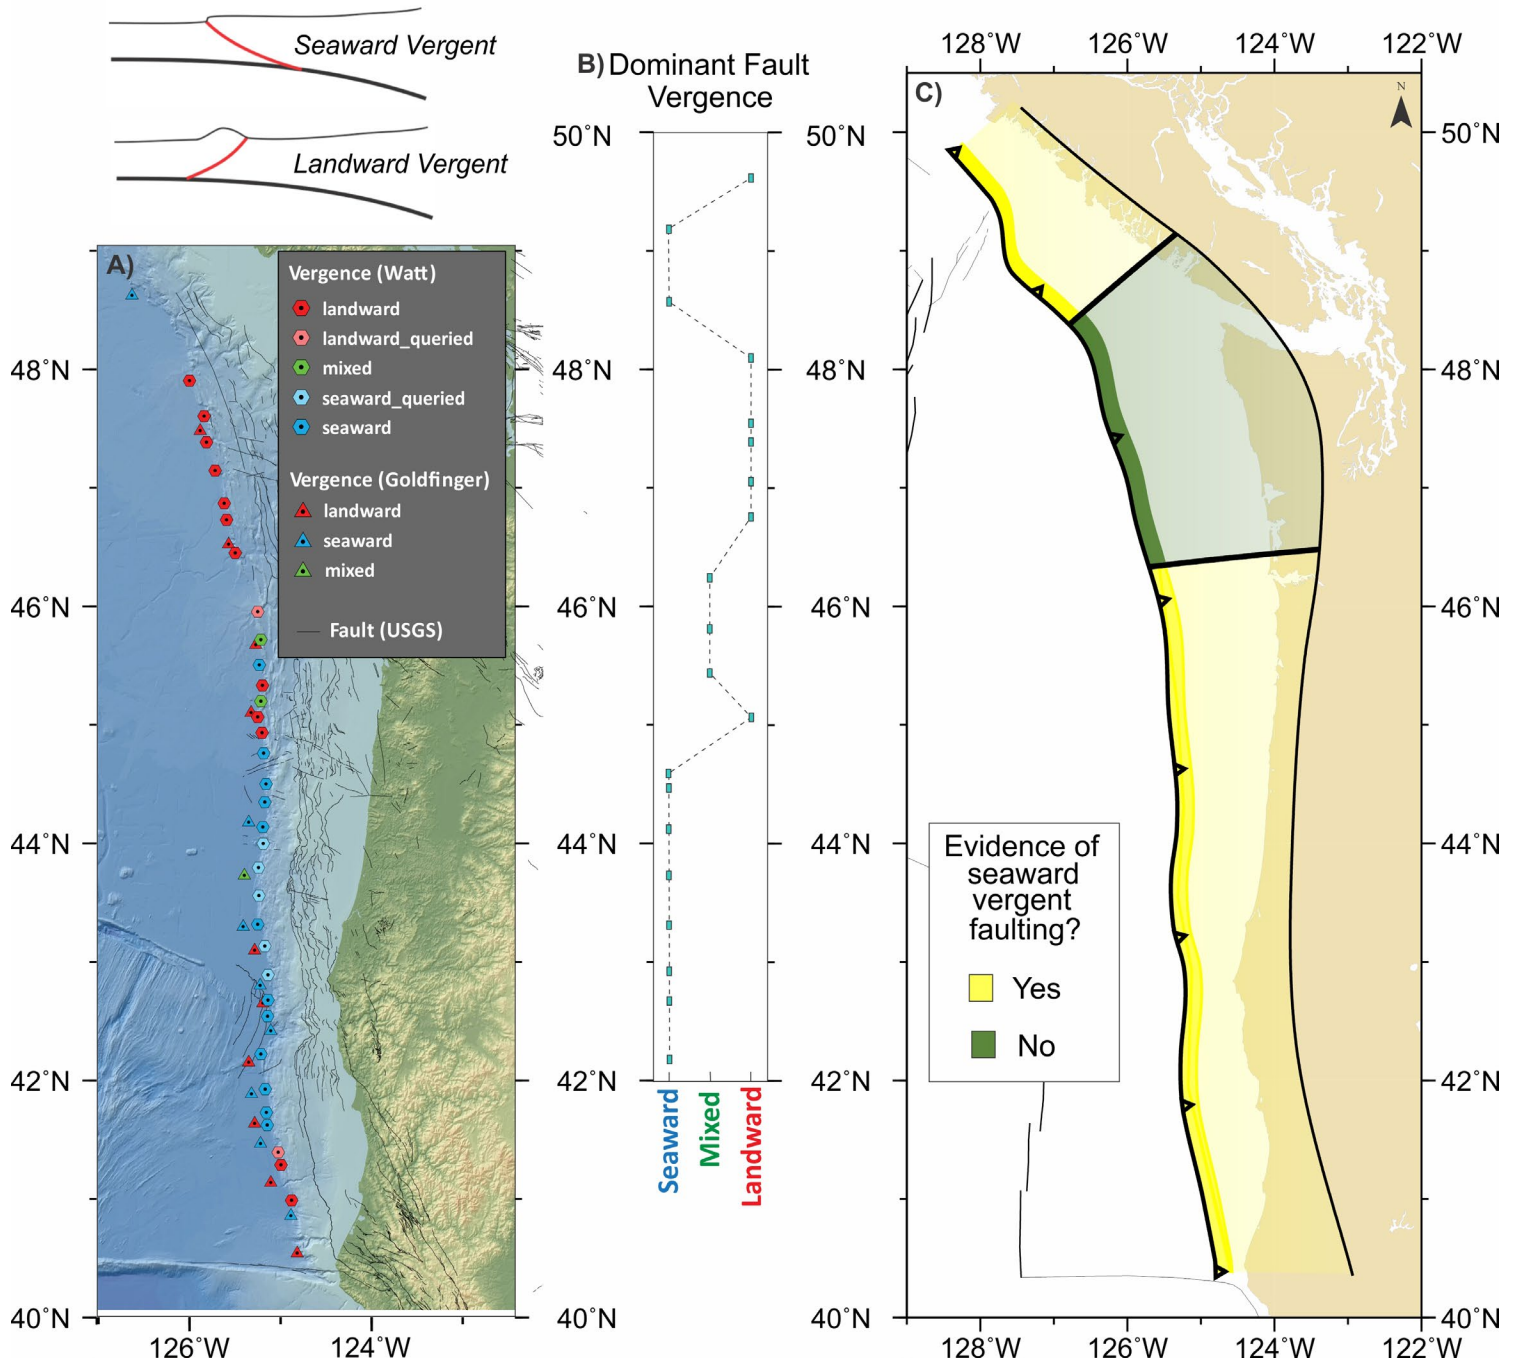 Seaward Vergent
Landward Vergent
A)
Vergence (Watt)
landward
landward_queried
mixed
seaward_queried
seaward
Vergence (Goldfinger)
landward
seaward
mixed
Fault (USGS)
48°N
46°N
44°N
42°N
40°N
126°W
124°W
B) Dominant Fault
Vergence
50°N
48°N
46°N
44°N
42°N
40°N
Seaward
Mixed
Landward
C)
128°W
126°W
124°W
122°W
N
50°N
48°N
46°N
44°N
42°N
40°N
Evidence of
seaward
vergent
faulting?
Yes
No
50°N
48°N
46°N
44°N
42°N
40°N
128°W
126°W
124°W
122°W